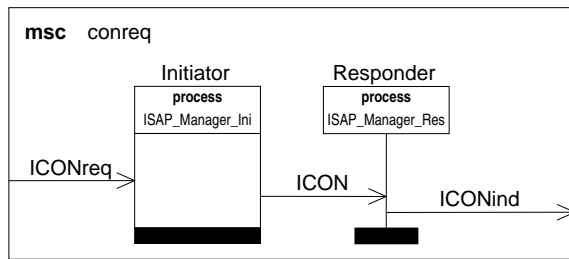 msc conreq
Initiator
Responder
process
ISAP_Manager_Ini
process
ISAP_Manager_Res
ICONreq
ICON
ICONind